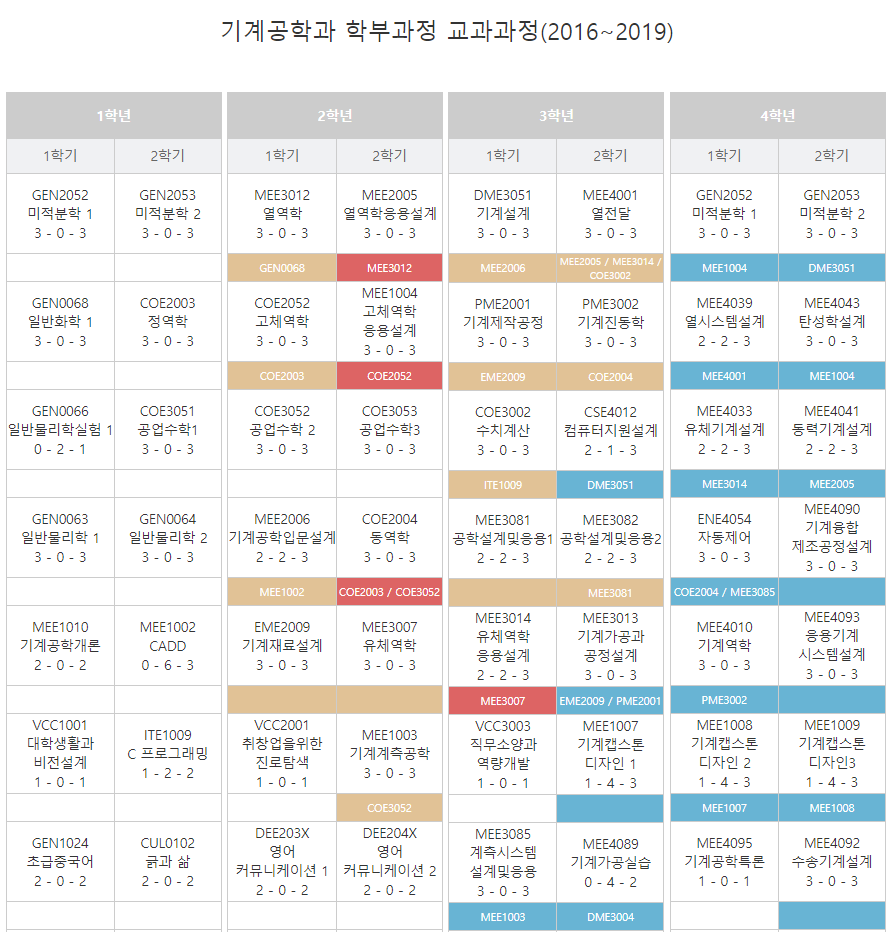 기계공학과 학부과정 교과과정(2016~2019)
1학년 2학년 3학년 4학년
1학기 2학기 1학기 2학기 1학기 2학기 1학기 2학기
GEN2052 GEN2053 MEE3012 MEE2005 DME3051 MEE4001 GEN2052 GEN2053
미적분학 1 미적분학 2 열역학 열역학응용설계 기계설계 열전달 미적분학 1 미적분학 2
3 - 0 - 3 3 - 0 - 3 3 - 0 - 3 3 - 0 - 3 3 - 0 - 3 3 - 0 - 3 3 - 0 - 3 3 - 0 - 3
GEN0068 MEE3012 MEE2006 MEE2005 / MEE3014 / COE3002 MEE1004 DME3051
GEN0068 COE2003 COE2052 MEE1004 PME2001 PME3002 MEE4039 MEE4043
일반화학 1 정역학 고체역학 고체역학 응용설계 기계제작공정 기계진동학 열시스템설계 탄성학설계
3 - 0 - 3 3 - 0 - 3 3 - 0 - 3 3 - 0 - 3 3 - 0 - 3 3 - 0 - 3 2 - 2 - 3 3 - 0 - 3
COE2003 COE2052 EME2009 COE2004 MEE4001 MEE1004
GEN0066 COE3051 COE3052 COE3053 COE3002 CSE4012 MEE4033 MEE4041
일반물리학실험 1 공업수학1 공업수학 2 공업수학3 수치계산 컴퓨터지원설계 유체기계설계 동력기계설계
0 - 2 - 1 3 - 0 - 3 3 - 0 - 3 3 - 0 - 3 3 - 0 - 3 2 - 1 - 3 2 - 2 - 3 2 - 2 - 3
ITE1009 DME3051 MEE3014 MEE2005
GEN0063 GEN0064 MEE2006 COE2004 MEE3081 MEE3082 ENE4054 MEE4090
일반물리학 1 일반물리학 2 기계공학입문설계 동역학 공학설계및응용1 공학설계및응용2 자동제어 기계융합 제조공정설계
3 - 0 - 3 3 - 0 - 3 2 - 2 - 3 3 - 0 - 3 2 - 2 - 3 2 - 2 - 3 3 - 0 - 3 3 - 0 - 3
MEE1002 COE2003 / COE3052 MEE3081 COE2004 / MEE3085
MEE1010 MEE1002 EME2009 MEE3007 MEE3014 MEE3013 MEE4010 MEE4093
기계공학개론 CADD 기계재료설계 유체역학 유체역학 응용설계 기계가공과 공정설계 기계역학 응용기계 시스템설계
2 - 0 - 2 0 - 6 - 3 3 - 0 - 3 3 - 0 - 3 2 - 2 - 3 3 - 0 - 3 3 - 0 - 3 3 - 0 - 3
MEE3007 EME2009 / PME2001 PME3002
VCC1001 ITE1009 VCC2001 MEE1003 VCC3003 MEE1007 MEE1008 MEE1009
대학생활과 비전설계 C 프로그래밍 취창업을위한 진로탐색 기계계측공학 직무소양과 역량개발 기계캡스톤 디자인 1 기계캡스톤 디자인 2 기계캡스톤 디자인3
1 - 0 - 1 1 - 2 - 2 1 - 0 - 1 3 - 0 - 3 1 - 0 - 1 1 - 4 - 3 1 - 4 - 3 1 - 4 - 3
COE3052 MEE1007 MEE1008
GEN1024 CUL0102 DEE203X DEE204X MEE3085 MEE4089 MEE4095 MEE4092
초급중국어 긁과 삶 영어 커뮤니케이션 1 영어 커뮤니케이션 2 계측시스템 설계및응용 기계가공실습 기계공학특론 수송기계설계
2 - 0 - 2 2 - 0 - 2 2 - 0 - 2 2 - 0 - 2 3 - 0 - 3 0 - 4 - 2 1 - 0 - 1 3 - 0 - 3
MEE1003 DME3004